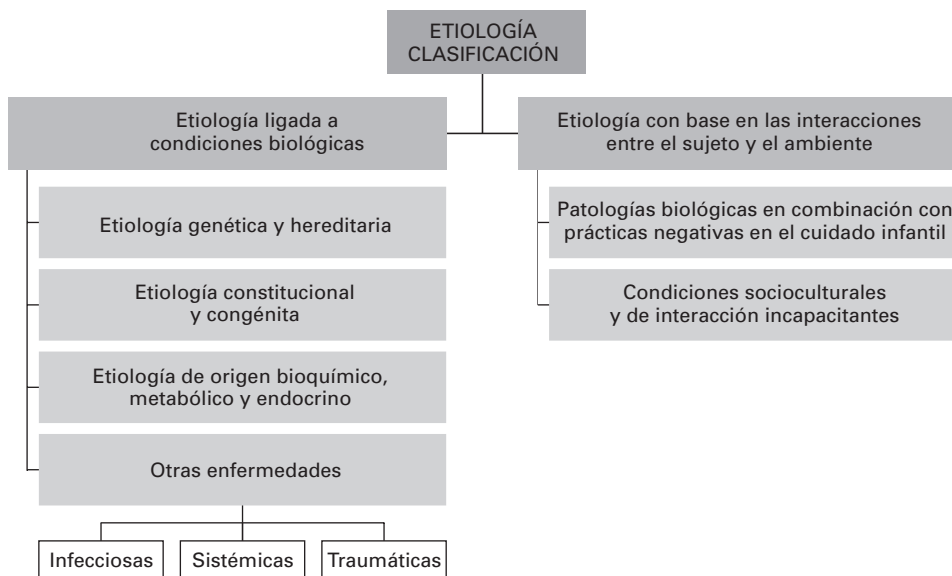 ETIOLOGÍA
CLASIFICACIÓN
Etiología ligada a
condiciones biológicas
Etiología genética y hereditaria
Etiología constitucional
y congénita
Etiología de origen bioquímico,
metabólico y endocrino
Otras enfermedades
Infecciosas
Sistémicas
Traumáticas
Etiología con base en las interacciones
entre el sujeto y el ambiente
Patologías biológicas en combinación con
prácticas negativas en el cuidado infantil
Condiciones socioculturales
y de interacción incapacitantes